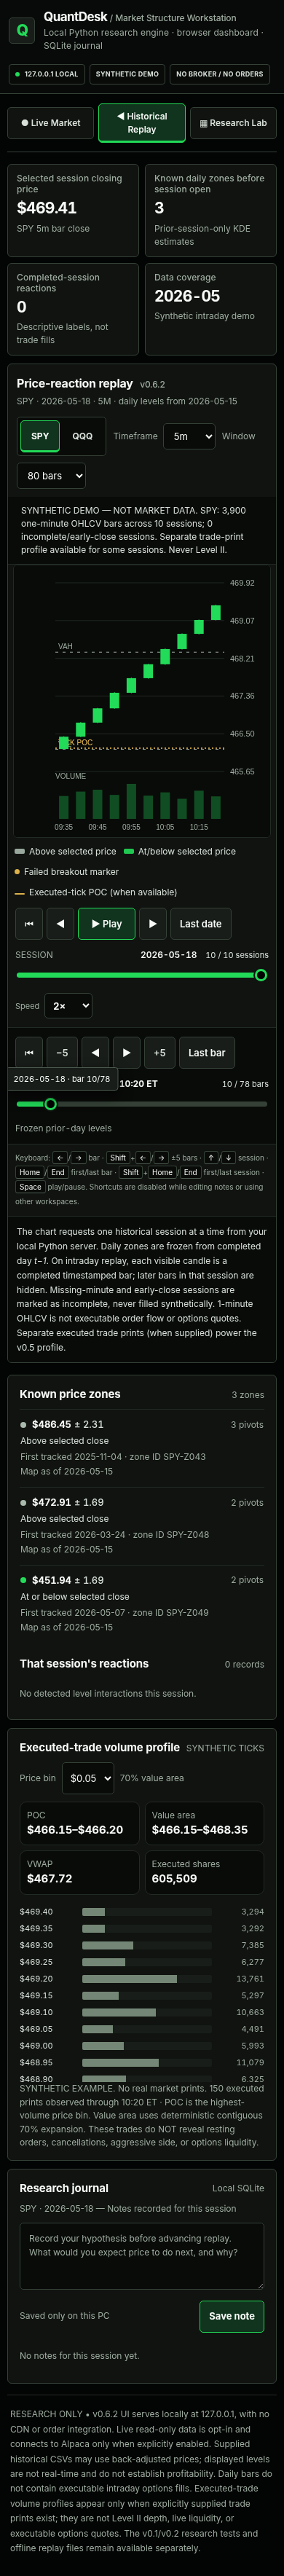 Q
QuantDesk / Market Structure Workstation
Local Python research engine · browser dashboard ·
SQLite journal
127.0.0.1 LOCAL
SYNTHETIC DEMO
NO BROKER / NO ORDERS
Live Market
Historical
Replay
Research Lab
Selected session closing
price
$469.41
SPY 5m bar close
Known daily zones before
session open
3
Prior-session-only KDE
estimates
Completed-session
reactions
0
Descriptive labels, not
trade fills
Data coverage
2026-05
Synthetic intraday demo
Price-reaction replay v0.6.2
SPY · 2026-05-18 · 5M · daily levels from 2026-05-15
SPY QQQ Timeframe 5m Window
80 bars
SYNTHETIC DEMO — NOT MARKET DATA. SPY: 3,900
one-minute OHLCV bars across 10 sessions; 0
incomplete/early-close sessions. Separate trade-print
profile available for some sessions. Never Level II.
469.92
469.07
VAH
468.21
467.36
466.50
POC
465.65
VOLUME
09:35 09:45 09:55 10:05 10:15
Above selected price At/below selected price
Failed breakout marker
Executed-tick POC (when available)
⏮ ◀ ▶ Play ▶ Last date
SESSION 2026-05-18 10 / 10 sessions
Speed 2×
⏮ −5 ◀ ▶ +5 Last bar
2026-05-18 · bar 10/78
10:20 ET 10 / 78 bars
Frozen prior-day levels
Keyboard: ← / → bar · Shift + ← / → ±5 bars · ↑ / ↓ session ·
Home / End first/last bar · Shift + Home / End first/last session ·
Space play/pause. Shortcuts are disabled while editing notes or using
other workspaces.
The chart requests one historical session at a time from your
local Python server. Daily zones are frozen from completed
day t−1. On intraday replay, each visible candle is a
completed timestamped bar; later bars in that session are
hidden. Missing-minute and early-close sessions are
marked as incomplete, never filled synthetically. 1-minute
OHLCV is not executable order flow or options quotes.
Separate executed trade prints (when supplied) power the
v0.5 profile.
Known price zones 3 zones
$486.45 ± 2.31 3 pivots
Above selected close
First tracked 2025-11-04 · zone ID SPY-Z043
Map as of 2026-05-15
$472.91 ± 1.69 2 pivots
Above selected close
First tracked 2026-03-24 · zone ID SPY-Z048
Map as of 2026-05-15
$451.94 ± 1.69 2 pivots
At or below selected close
First tracked 2026-05-07 · zone ID SPY-Z049
Map as of 2026-05-15
That session's reactions 0 records
No detected level interactions this session.
Executed-trade volume profile SYNTHETIC TICKS
Price bin $0.05 70% value area
POC
$466.15–$466.20
Value area
$466.15–$468.35
VWAP
$467.72
Executed shares
605,509
$469.40 3,294
$469.35 3,292
$469.30 7,385
$469.25 6,277
$469.20 13,761
$469.15 5,297
$469.10 10,663
$469.05 4,491
$469.00 5,993
$468.95 11,079
$468.90 6,325
SYNTHETIC EXAMPLE. No real market prints. 150 executed
prints observed through 10:20 ET · POC is the highest-
volume price bin. Value area uses deterministic contiguous
70% expansion. These trades do NOT reveal resting
orders, cancellations, aggressive side, or options liquidity.
Research journal Local SQLite
SPY · 2026-05-18 — Notes recorded for this session
Record your hypothesis before advancing replay.
What would you expect price to do next, and why?
Saved only on this PC Save note
No notes for this session yet.
RESEARCH ONLY • v0.6.2 UI serves locally at 127.0.0.1, with no
CDN or order integration. Live read-only data is opt-in and
connects to Alpaca only when explicitly enabled. Supplied
historical CSVs may use back-adjusted prices; displayed levels
are not real-time and do not establish profitability. Daily bars do
not contain executable intraday options fills. Executed-trade
volume profiles appear only when explicitly supplied trade
prints exist; they are not Level II depth, live liquidity, or
executable options quotes. The v0.1/v0.2 research tests and
offline replay files remain available separately.